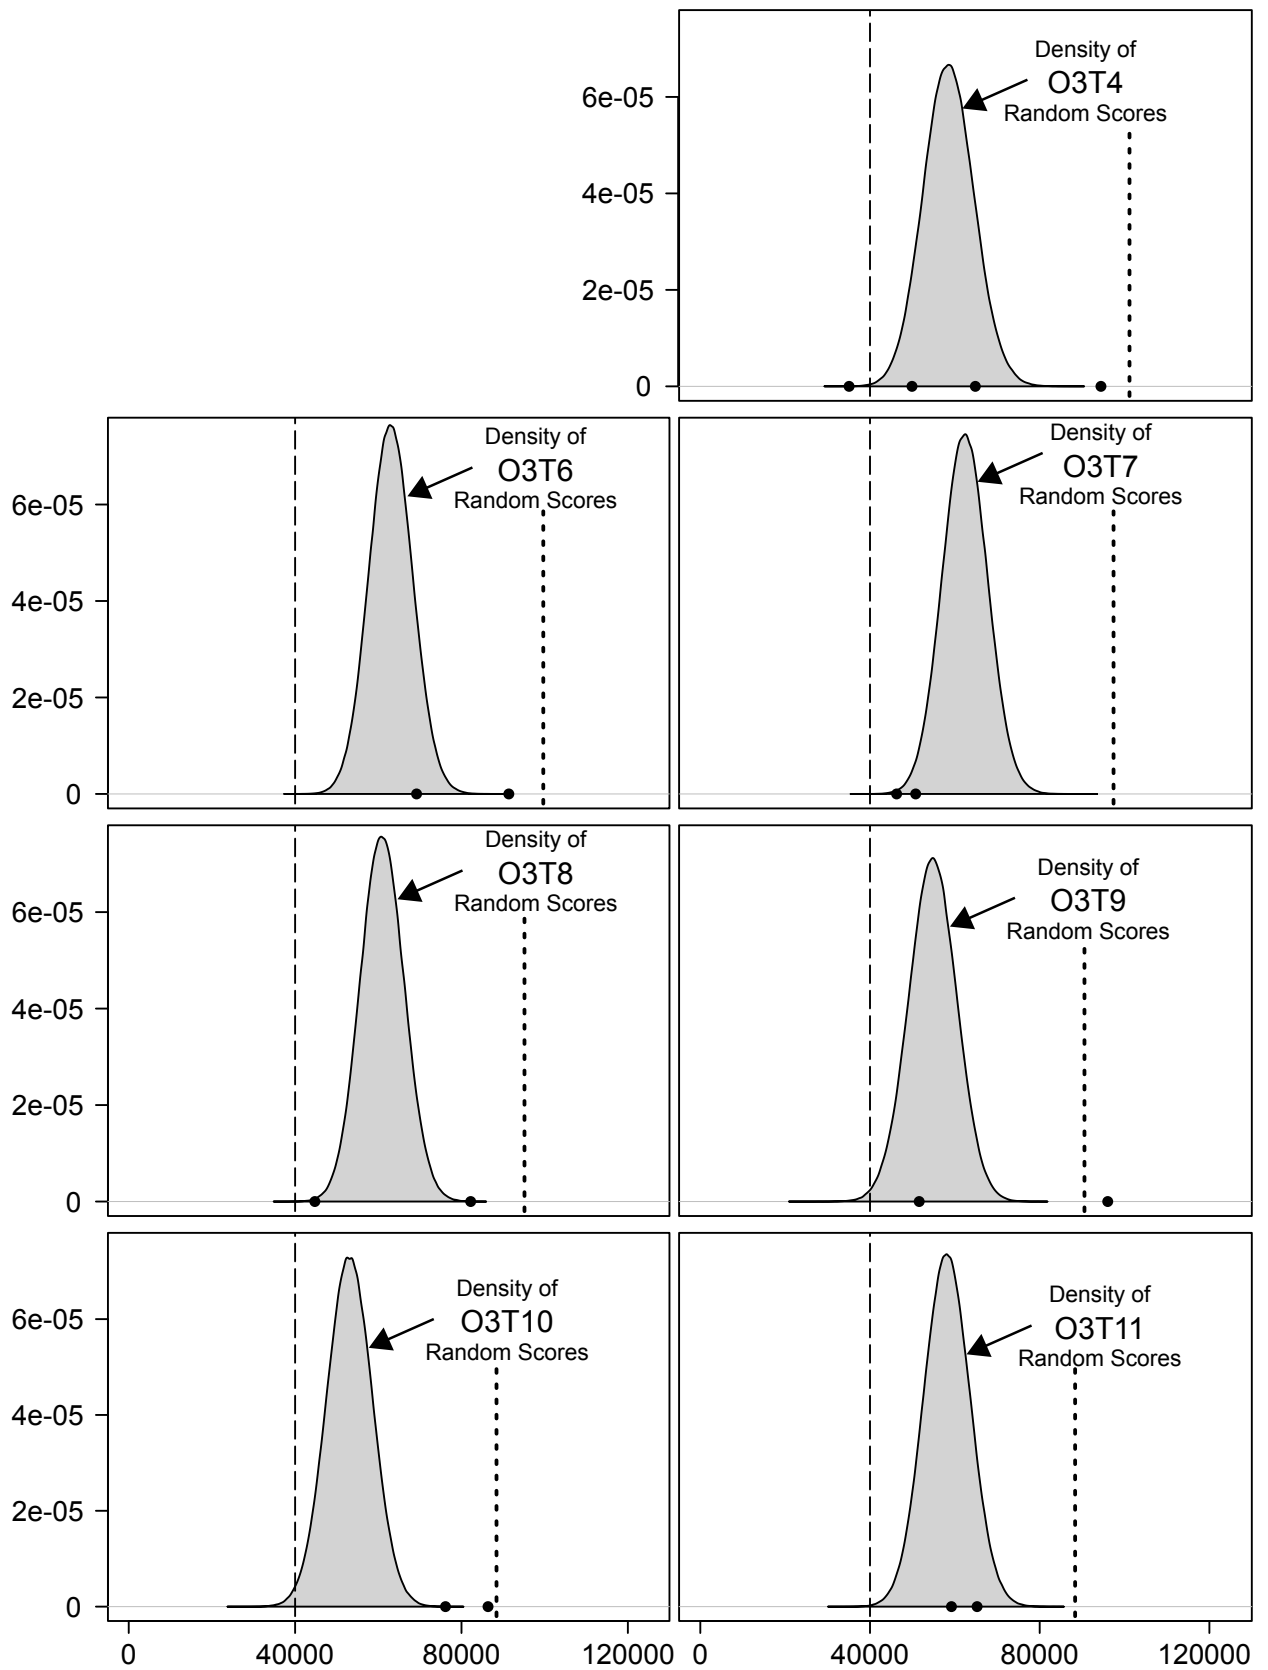 Density of
O3T4
Random Scores
6e-05
4e-05
2e-05
0
Density of
O3T6
Random Scores
6e-05
4e-05
2e-05
0
Density of
O3T7
Random Scores
Density of
O3T8
Random Scores
6e-05
4e-05
2e-05
0
Density of
O3T9
Random Scores
Density of
O3T10
Random Scores
6e-05
4e-05
2e-05
0
Density of
O3T11
Random Scores
0 40000 80000 120000
0 40000 80000 120000